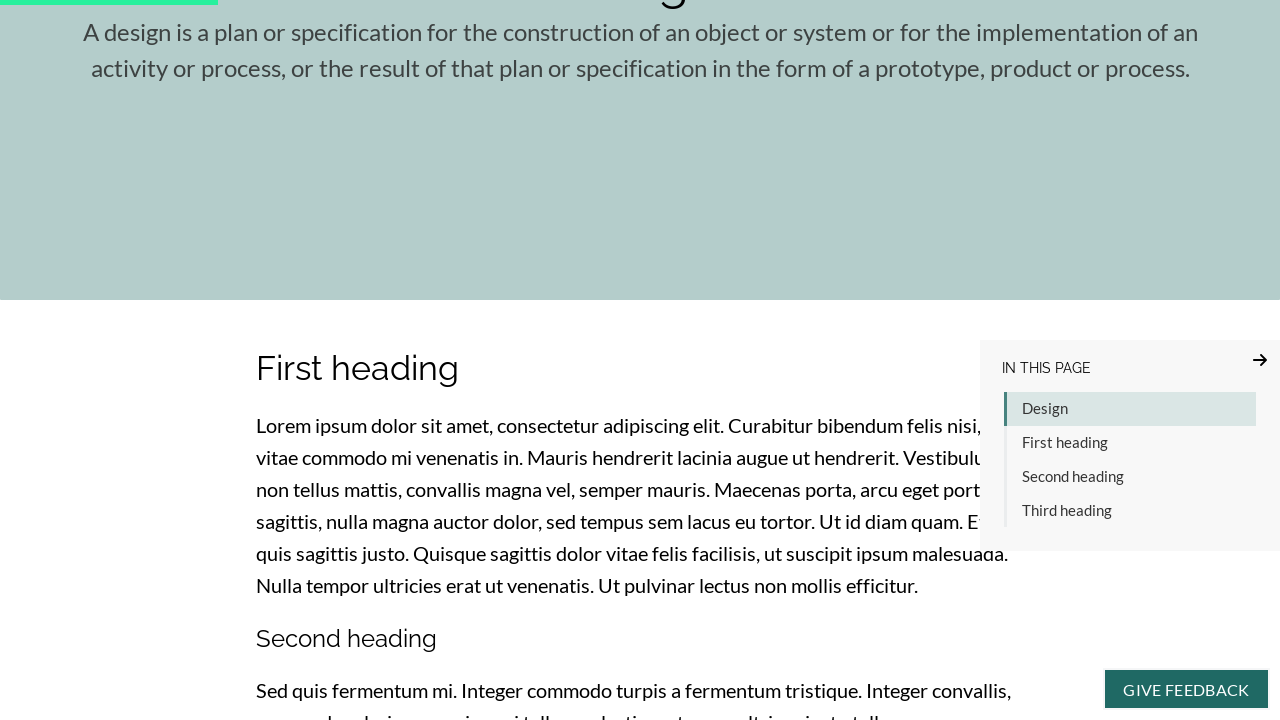 A design is a plan or specification for the construction of an object or system or for the implementation of an
activity or process, or the result of that plan or specification in the form of a prototype, product or process.
First heading
Lorem ipsum dolor sit amet, consectetur adipiscing elit. Curabitur bibendum felis nisi,
vitae commodo mi venenatis in. Mauris hendrerit lacinia augue ut hendrerit.
non tellus mattis, convallis magna vel, semper mauris. Maecenas porta, arcu eget
sagittis, nulla magna auctor dolor, sed tempus sem lacus eu tortor. Ut id diam quam.
quis sagittis justo. Quisque sagittis dolor vitae felis facilisis, ut suscipit ipsum malesuada.
Nulla tempor ultricies erat ut venenatis. Ut pulvinar lectus non mollis efficitur.
Second heading
Sed quis fermentum mi. Integer commodo turpis a fermentum tristique. Integer convallis,
IN THIS PAGE
Design
First heading
Second heading
Third heading
GIVE FEEDBACK